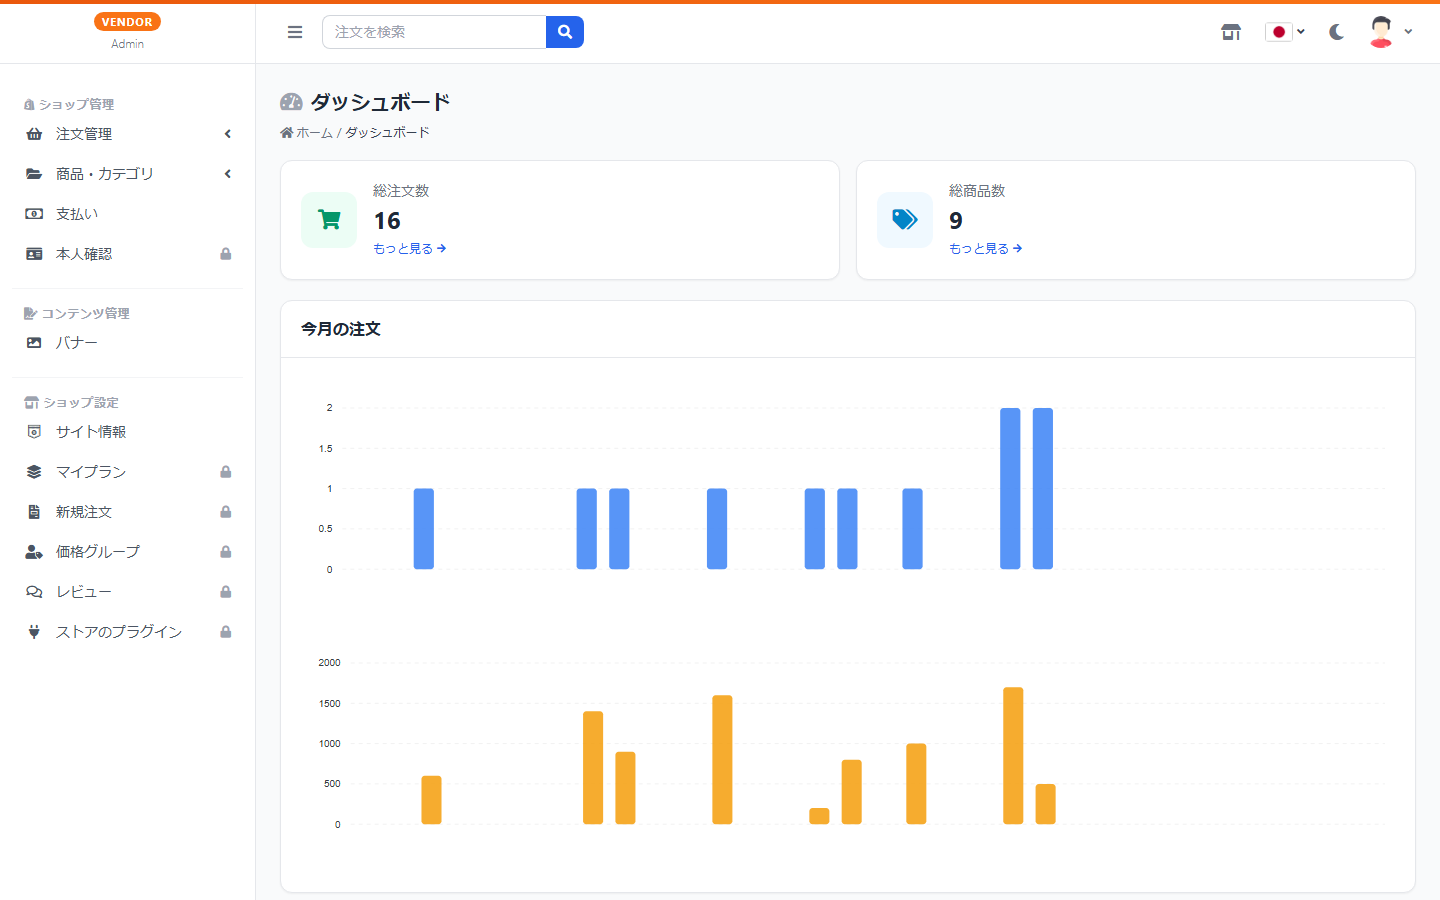 VENDOR
Admin
注文を検索
ショップ管理
注文管理
商品・カテゴリ
支払い
本人確認
コンテンツ管理
バナー
ショップ設定
サイト情報
マイプラン
新規注文
価格グループ
レビュー
ストアのプラグイン
ダッシュボード
ホーム / ダッシュボード
総注文数
16
もっと見る
総商品数
9
もっと見る
今月の注文
2
1.5
1
0.5
0
2000
1500
1000
500
0